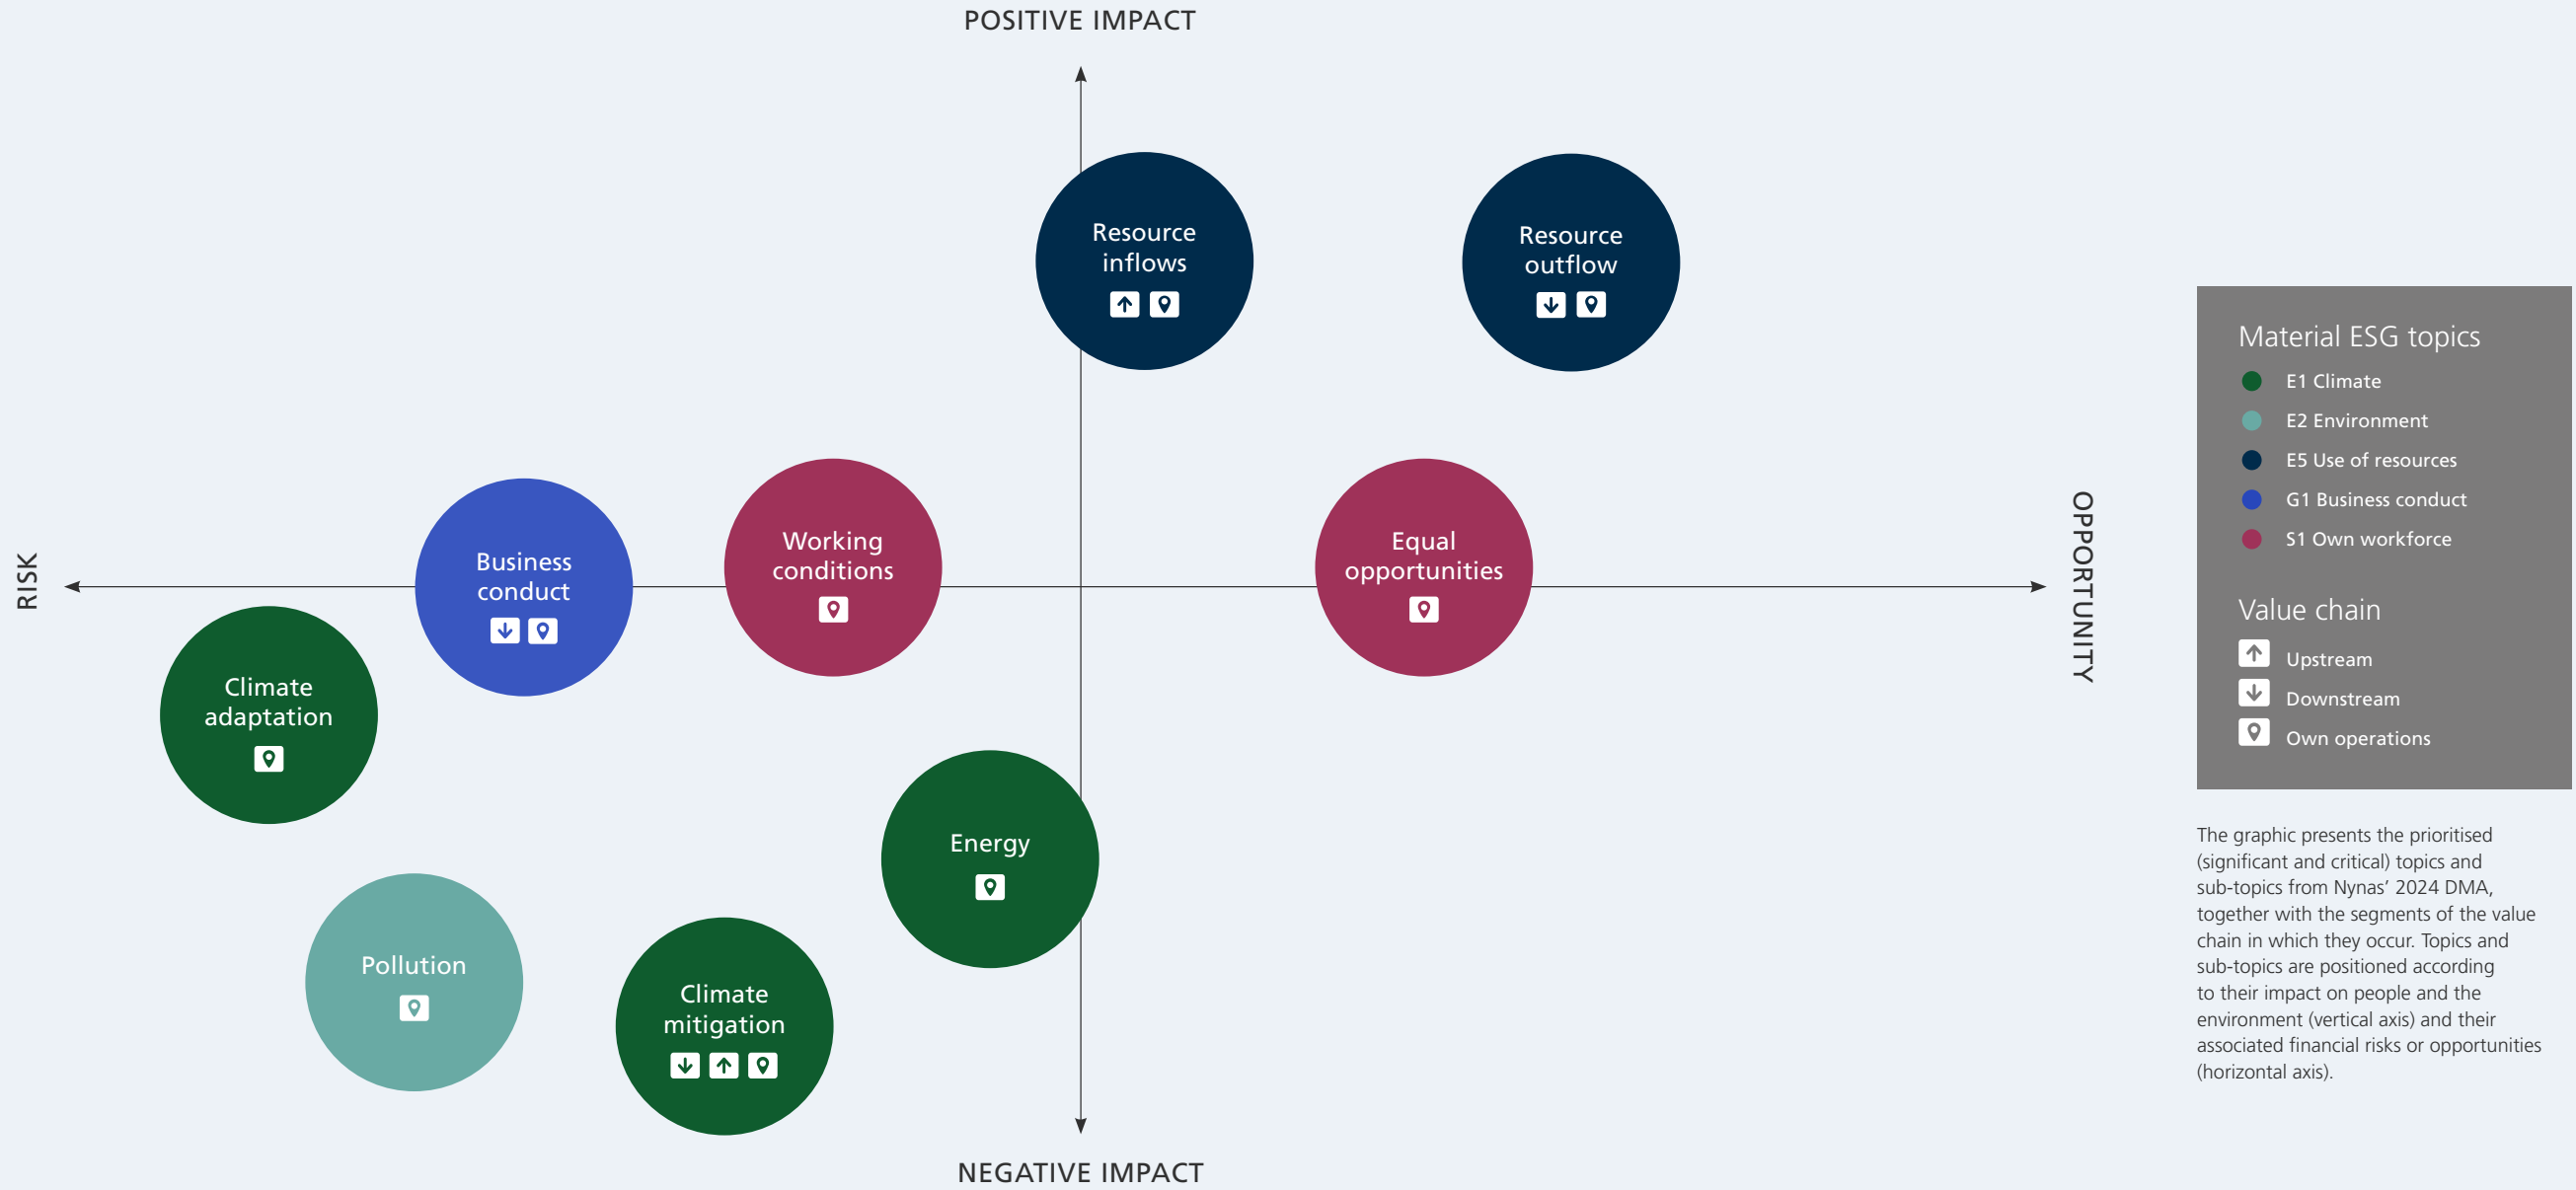 POSITIVE IMPACT
Resource
inflows
Resource
outflow
RISK
Business
conduct
Working
conditions
Equal
opportunities
OPPORTUNITY
Climate
adaptation
Energy
Pollution
Climate
mitigation
NEGATIVE IMPACT
Material ESG topics
E1 Climate
E2 Environment
E5 Use of resources
G1 Business conduct
S1 Own workforce
Value chain
Upstream
Downstream
Own operations
The graphic presents the prioritised
(significant and critical) topics and
sub-topics from Nynas’ 2024 DMA,
together with the segments of the value
chain in which they occur. Topics and
sub-topics are positioned according
to their impact on people and the
environment (vertical axis) and their
associated financial risks or opportunities
(horizontal axis).